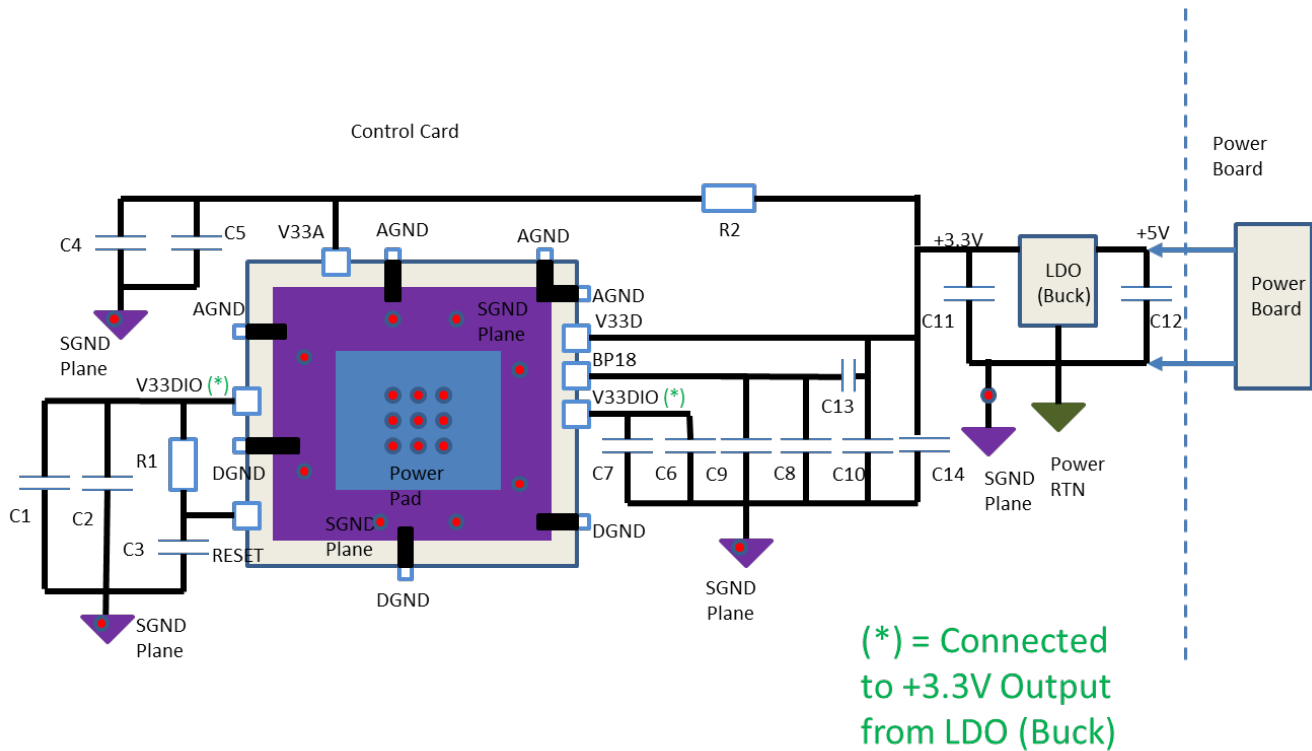 Control Card
Power
Board
R2
C4
C5
V33A
AGND
AGND
+3.3V
+5V
LDO
(Buck)
Power
Board
AGND
SGND
Plane
AGND
V33D
C11
C12
SGND
Plane
BP18
V33DIO (*)
V33DIO (*)
C13
R1
DGND
Power
Pad
C7
C6
C9
C8
C10
C14
SGND
Plane
Power
RTN
C1
C2
C3
RESET
SGND
Plane
DGND
DGND
SGND
Plane
SGND
Plane
(*) = Connected
to +3.3V Output
from LDO (Buck)